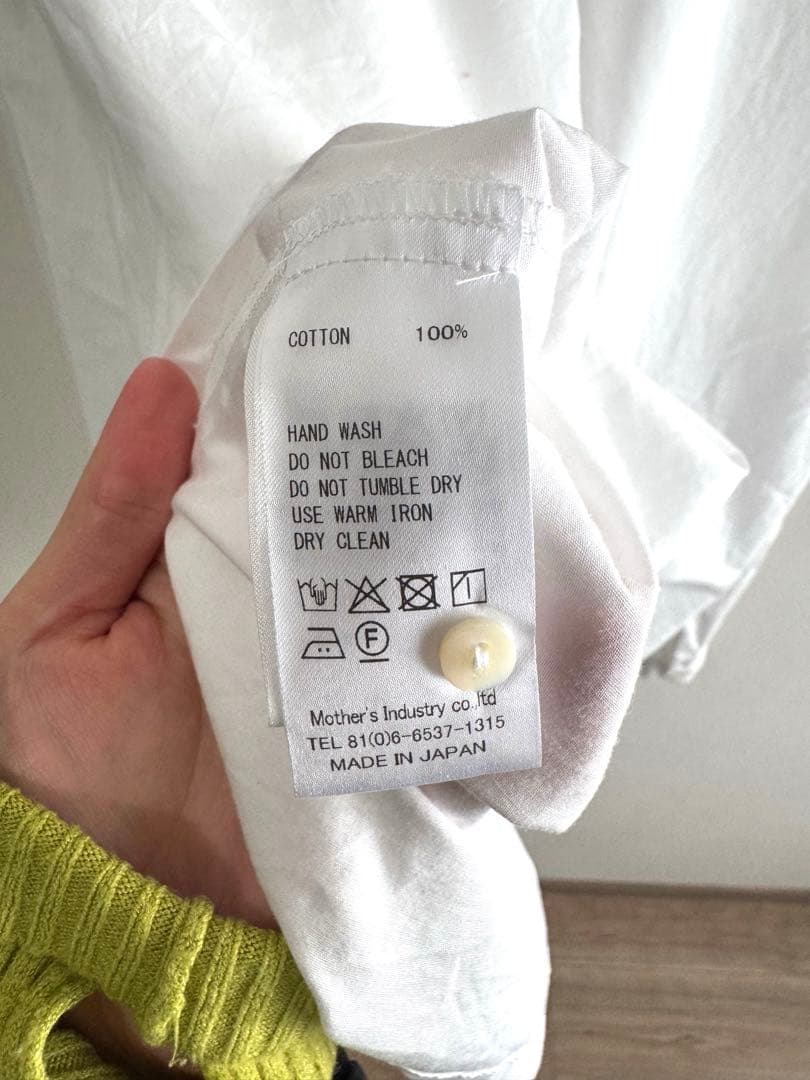 COTTON 100%
HAND WASH
DO NOT BLEACH
DO NOT TUMBLE DRY
USE WARM IRON
DRY CLEAN
F
Mother's Industry co.,ltd
TEL 81(0)6-6537-1315
MADE IN JAPAN